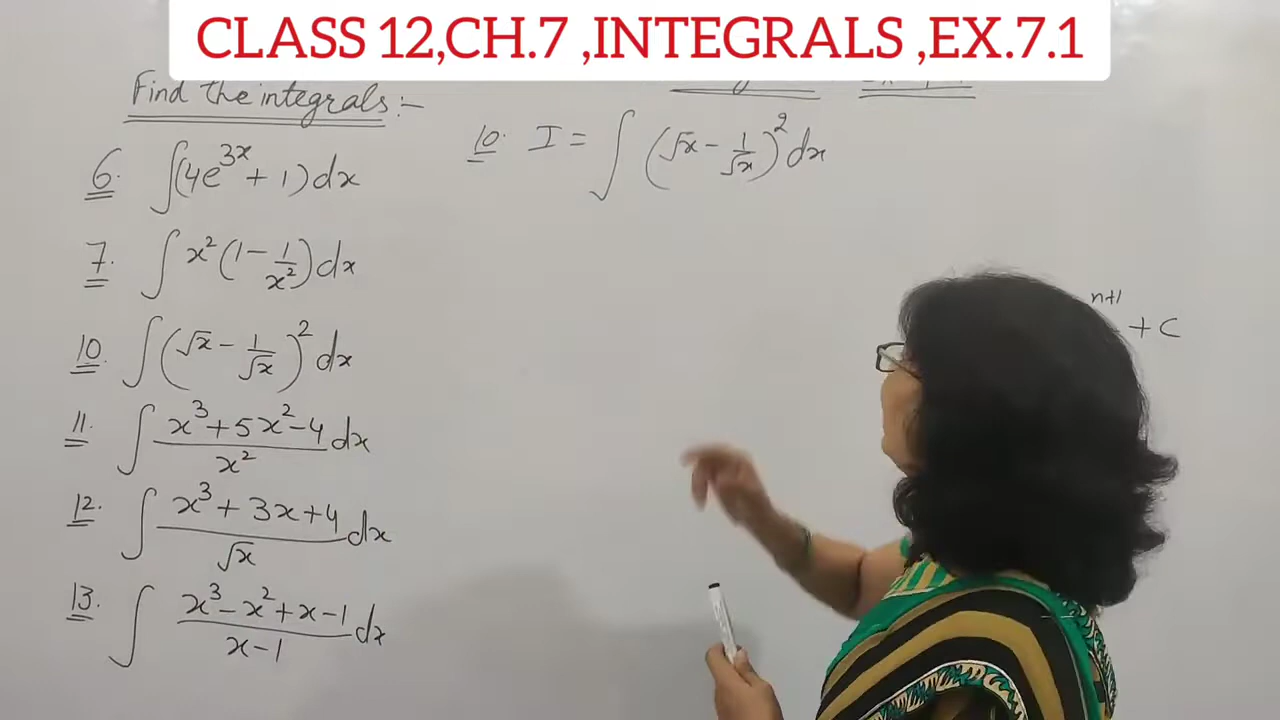 CLASS 12,CH.7 ,INTEGRALS ,EX.7.1
Find the integrals:-
6. ∫(4e^{3x} + 1) dx
7. ∫ x²(1 - 1/x²) dx
10. ∫ (√x - 1/√x)² dx
11. ∫ (x³ + 5x² - 4)/x² dx
12. ∫ (x³ + 3x + 4)/√x dx
13. ∫ (x³ - x² + x - 1)/(x - 1) dx
10. I = ∫ (√x - 1/√x)² dx
n+1
+ C